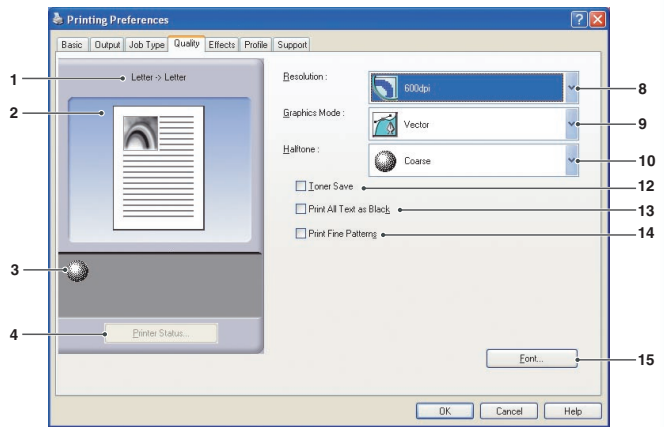 Printing Preferences
Basic Output Job Type Quality Effects Profile Support
1 Letter -> Letter
2
3
4 Printer Status...
Resolution :
600dpi 8
Graphics Mode :
Vector 9
Halftone :
Coarse 10
Toner Save 12
Print All Text as Black 13
Print Fine Patterns 14
Font... 15
OK Cancel Help